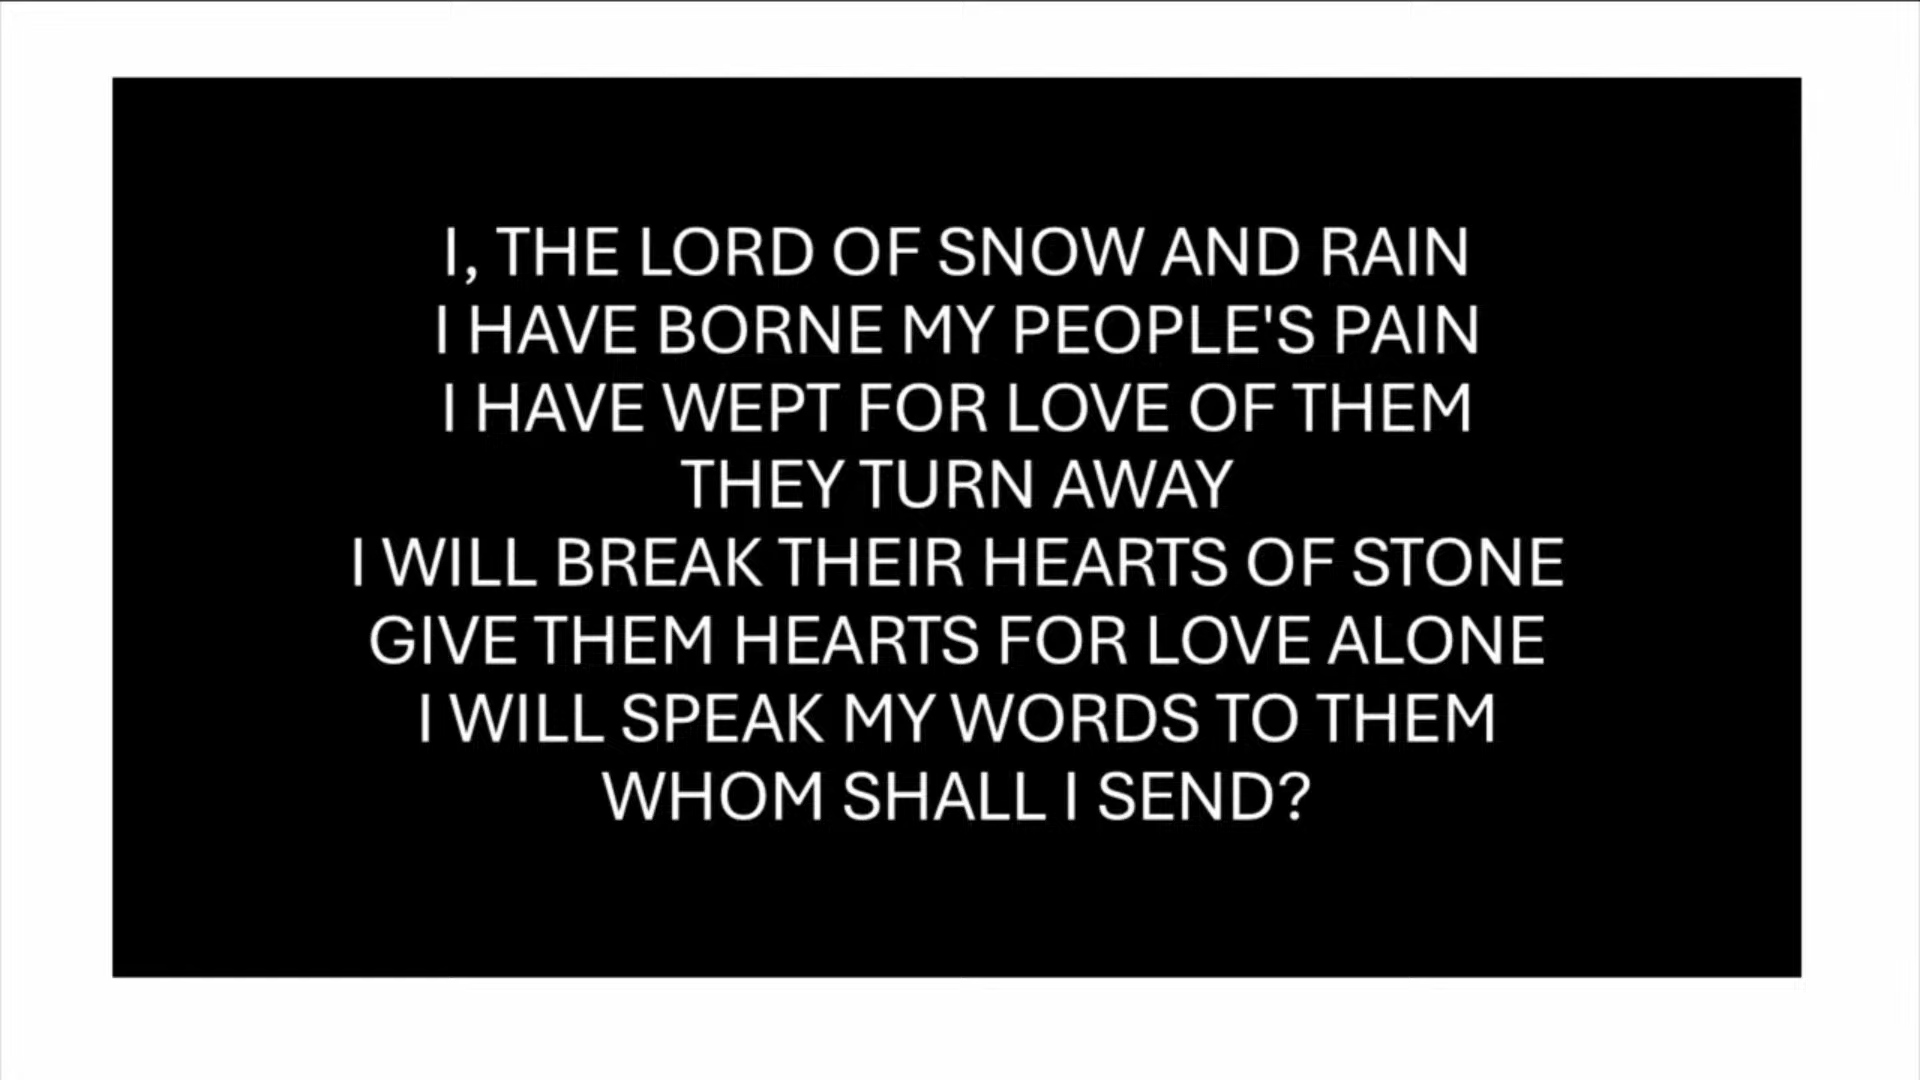 I, THE LORD OF SNOW AND RAIN
I HAVE BORNE MY PEOPLE'S PAIN
I HAVE WEPT FOR LOVE OF THEM
THEY TURN AWAY
I WILL BREAK THEIR HEARTS OF STONE
GIVE THEM HEARTS FOR LOVE ALONE
I WILL SPEAK MY WORDS TO THEM
WHOM SHALL I SEND?